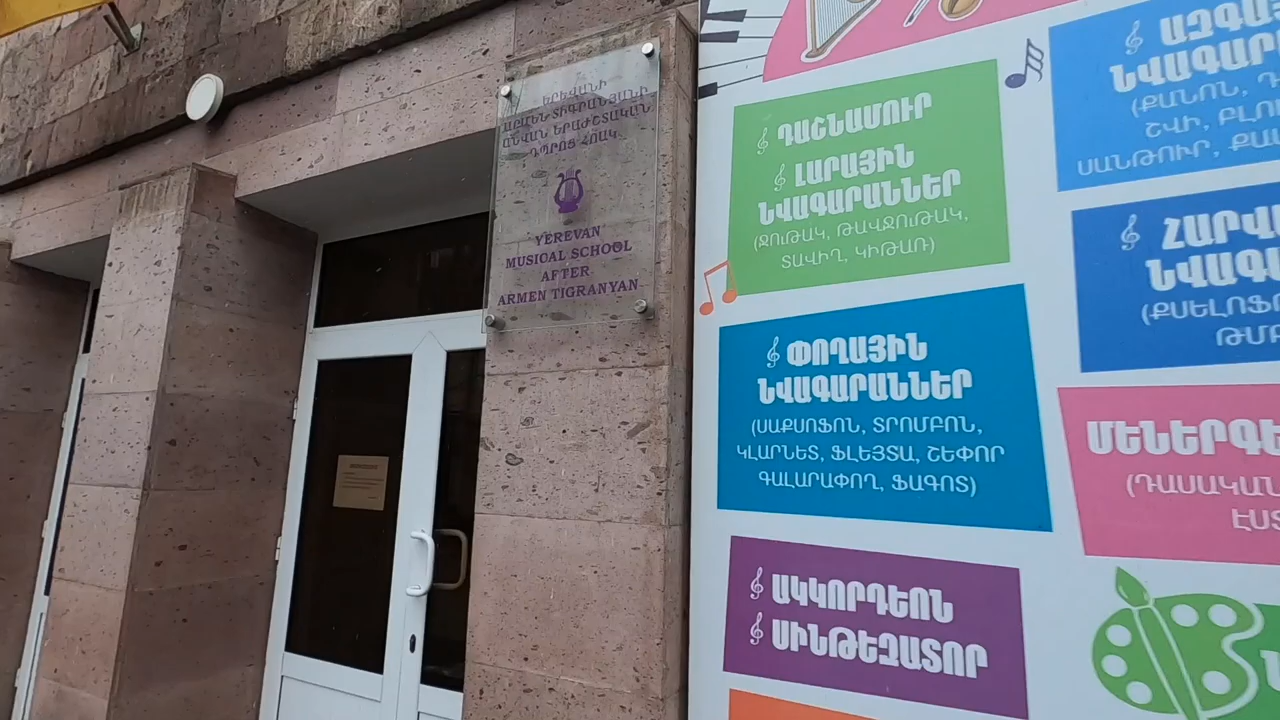 ԵՐԵՎԱՆԻ
ԱՐՄԵՆ ՏԻԳՐԱՆՅԱՆԻ
ԱՆՎԱՆ ԵՐԱԺՇՏԱԿԱՆ
ԴՊՐՈՑ ՀՈԱԿ
YEREVAN
MUSICAL SCHOOL
AFTER
ARMEN TIGRANYAN
ԴԱՇՆԱՄՈՒՐ
ԼԱՐԱՅԻՆ
ՆՎԱԳԱՐԱՆՆԵՐ
(ՋՈՒԹԱԿ, ԹԱՎՋՈՒԹԱԿ,
ՏԱՎԻՂ, ԿԻԹԱՌ)
ՓՈՂԱՅԻՆ
ՆՎԱԳԱՐԱՆՆԵՐ
(ՍԱՔՍՈՖՈՆ, ՏՐՈՄԲՈՆ,
ԿԼԱՐՆԵՏ, ՖԼԵՅՏԱ, ՇԵՓՈՐ
ԳԱԼԱՐԱՓՈՂ, ՖԱԳՈՏ)
ԱԿԿՈՐԴԵՈՆ
ՍԻՆԹԵԶԱՏՈՐ
ԱԶԳԱ
ՆՎԱԳԱՐ
(ՔԱՆՈՆ, Դ
ՇՎԻ, ԲԼՈ
ՍԱՆԹՈՒՐ, ՔԱ
ՀԱՐՎԱ
ՆՎԱԳԱ
(ՔՍԵԼՈՖՈ
ԹՄԲ
ՄԵՆԵՐԳԵ
(ԴԱՍԱԿԱՆ
ԷՍՏ